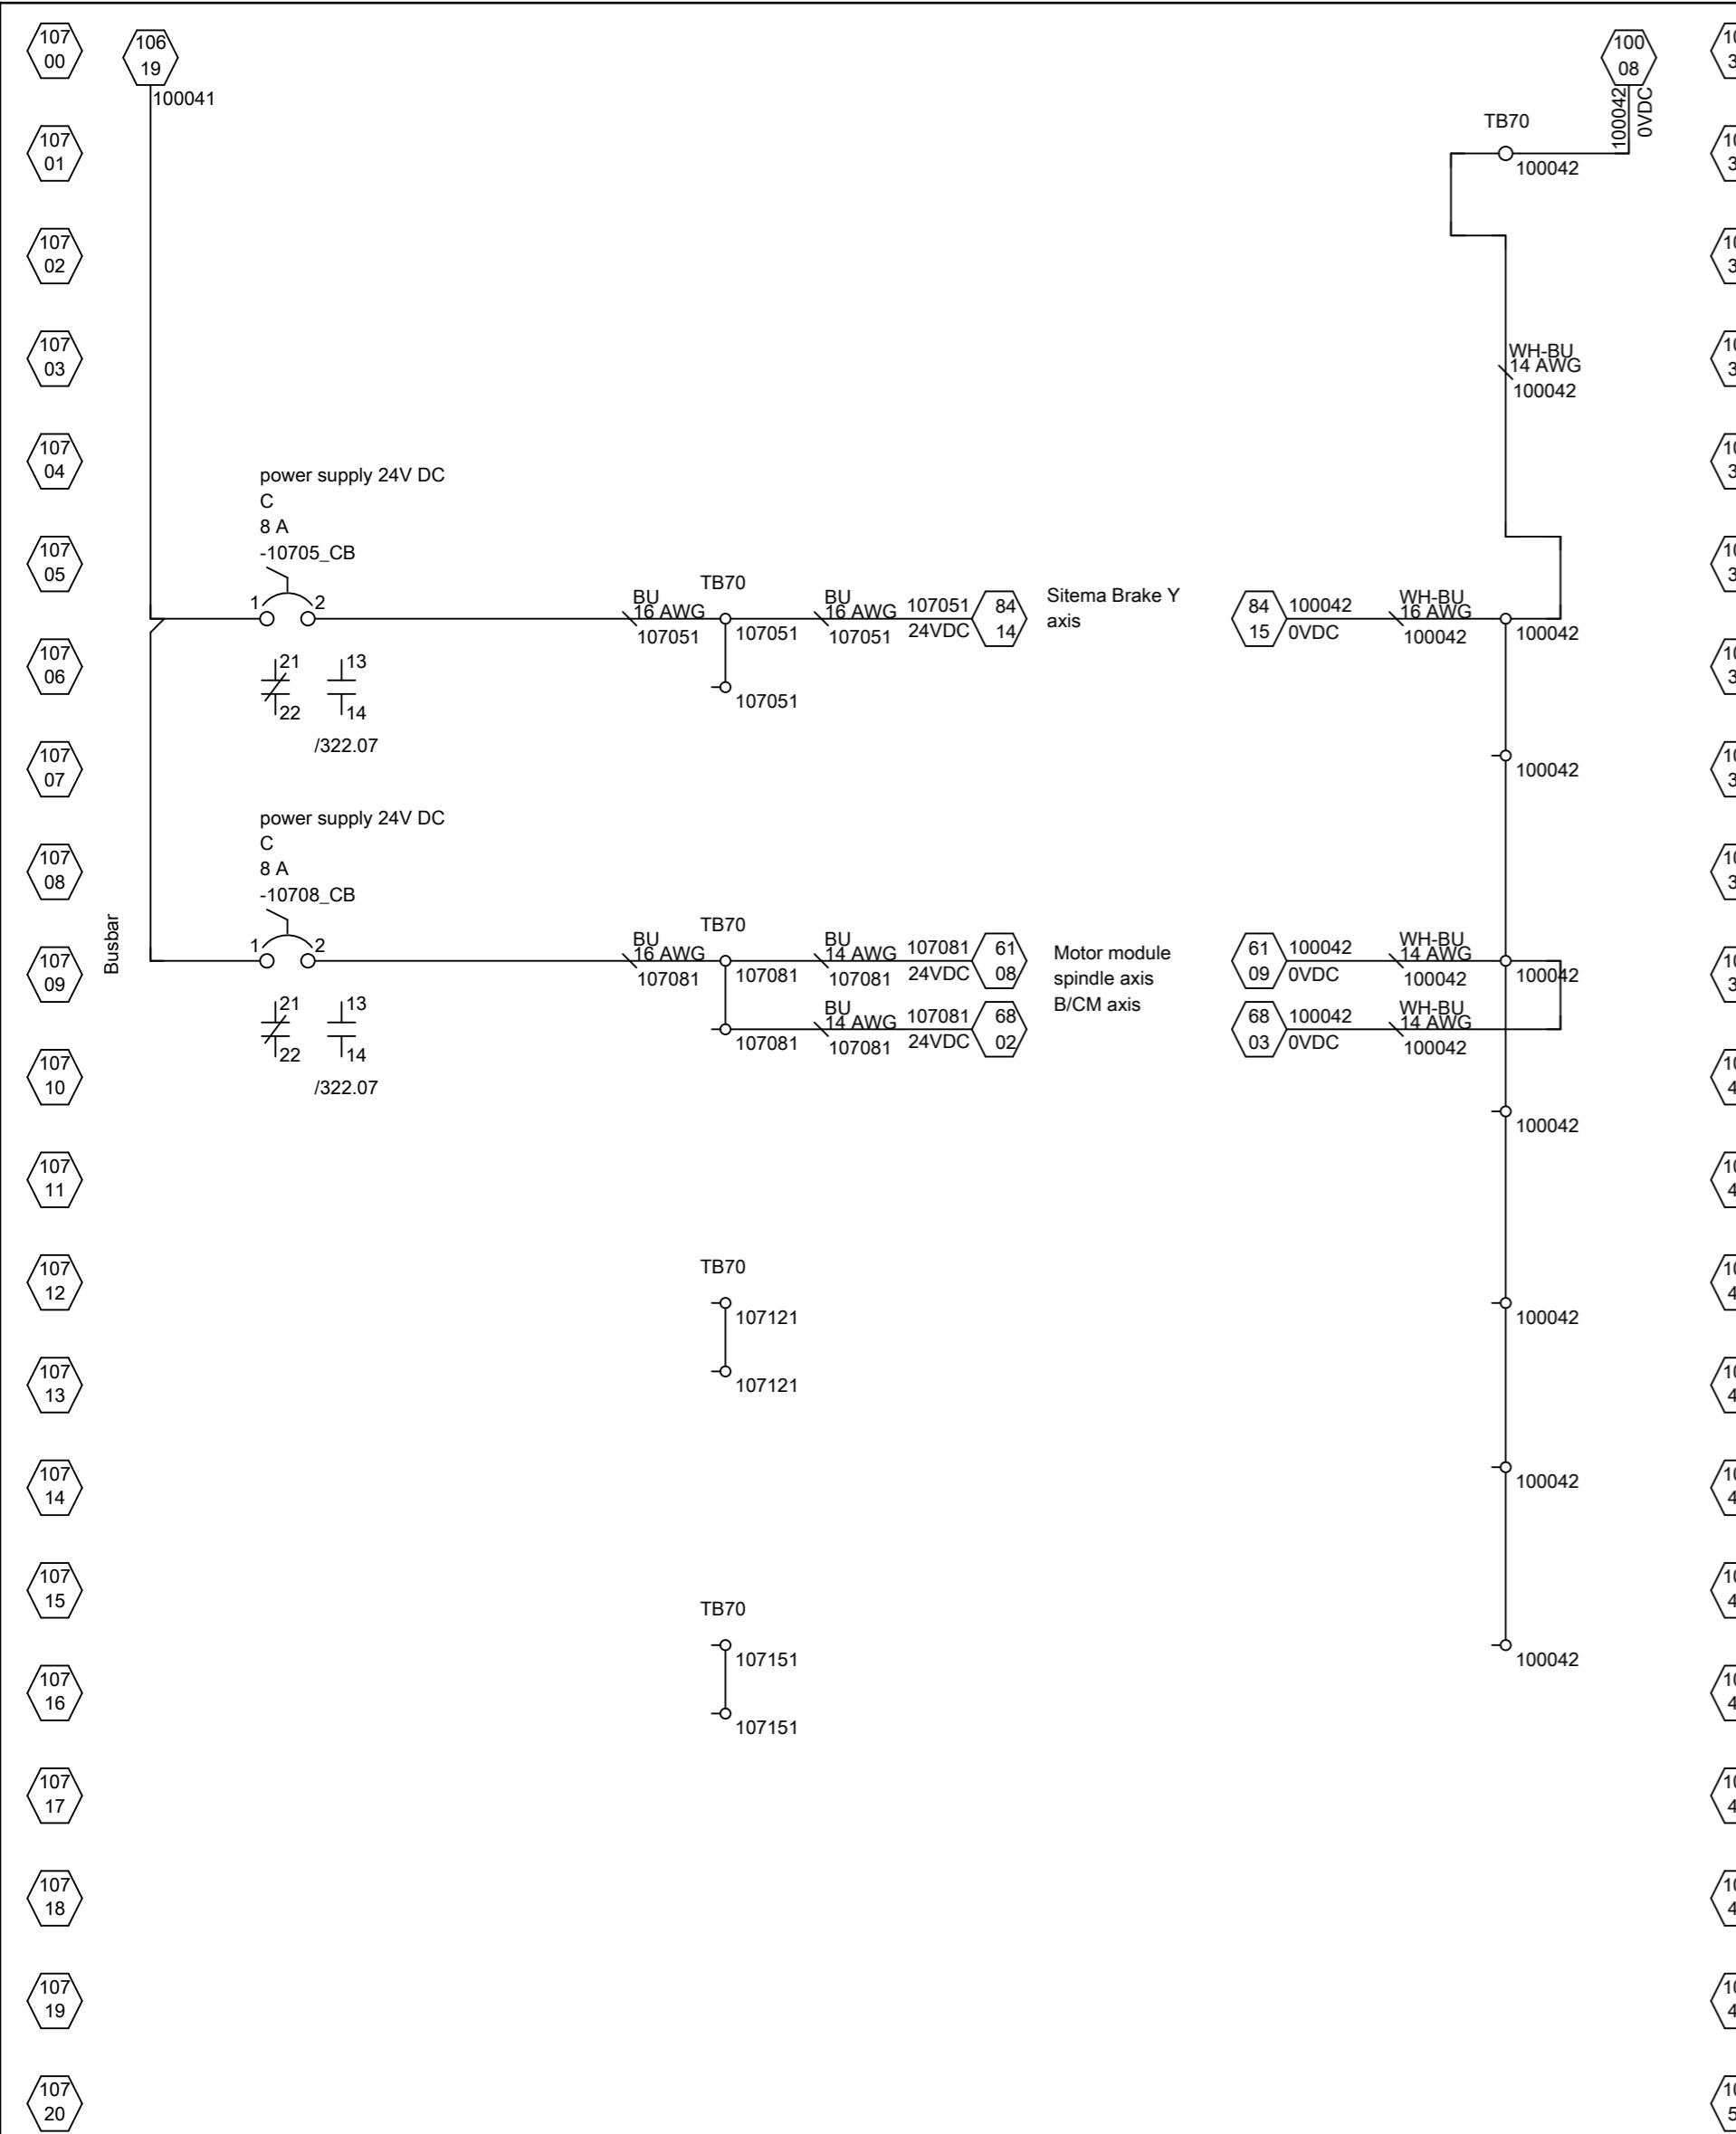 107
00
106
19
100041
100
08
100042
0VDC
107
01
TB70
100042
107
02
107
03
WH-BU
14 AWG
100042
107
04
power supply 24V DC
C
8 A
-10705_CB
107
05
1
2
BU
16 AWG
107051
TB70
107051
BU
16 AWG
107051
107051
24VDC
84
14
Sitema Brake Y
axis
84
15
100042
0VDC
WH-BU
16 AWG
100042
100042
107
06
21
22
13
14
107051
/322.07
107
07
100042
power supply 24V DC
C
8 A
-10708_CB
107
08
Busbar
107
09
1
2
BU
16 AWG
107081
TB70
107081
BU
14 AWG
107081
107081
24VDC
61
08
Motor module
spindle axis
B/CM axis
61
09
100042
0VDC
WH-BU
14 AWG
100042
100042
21
22
13
14
107081
BU
14 AWG
107081
107081
24VDC
68
02
68
03
100042
0VDC
WH-BU
14 AWG
100042
107
10
/322.07
100042
107
11
107
12
TB70
107121
100042
107
13
107121
107
14
100042
107
15
TB70
107151
100042
107
16
107151
107
17
107
18
107
19
107
20